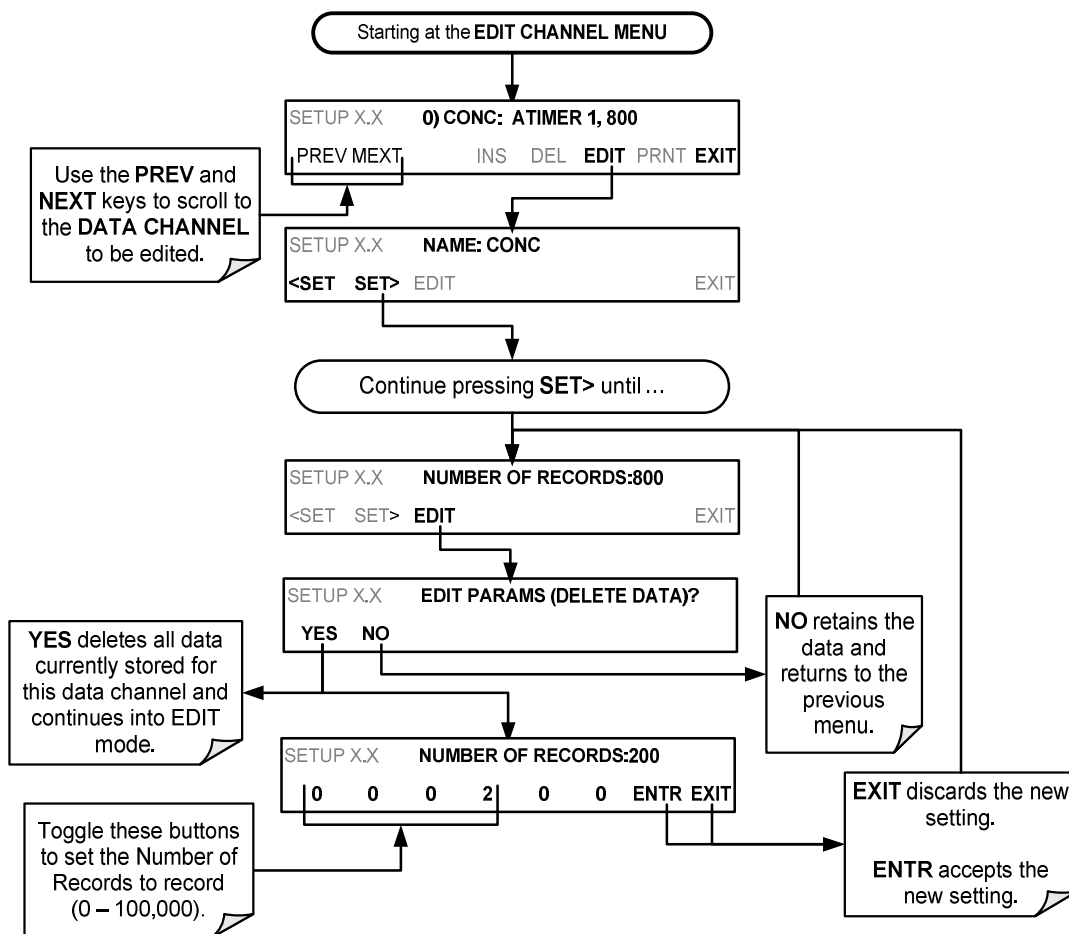 Starting at the EDIT CHANNEL MENU
SETUP X.X 0) CONC: ATIMER 1, 800
PREV MEXT INS DEL EDIT PRNT EXIT
Use the PREV and
NEXT keys to scroll to
the DATA CHANNEL
to be edited.
SETUP X.X NAME: CONC
<SET SET> EDIT EXIT
Continue pressing SET> until ...
SETUP X.X NUMBER OF RECORDS:800
<SET SET> EDIT EXIT
SETUP X.X EDIT PARAMS (DELETE DATA)?
YES NO
YES deletes all data
currently stored for
this data channel and
continues into EDIT
mode.
NO retains the
data and
returns to the
previous
menu.
SETUP X.X NUMBER OF RECORDS:200
0 0 0 2 0 0 ENTR EXIT
Toggle these buttons
to set the Number of
Records to record
(0 – 100,000).
EXIT discards the new
setting.
ENTR accepts the
new setting.